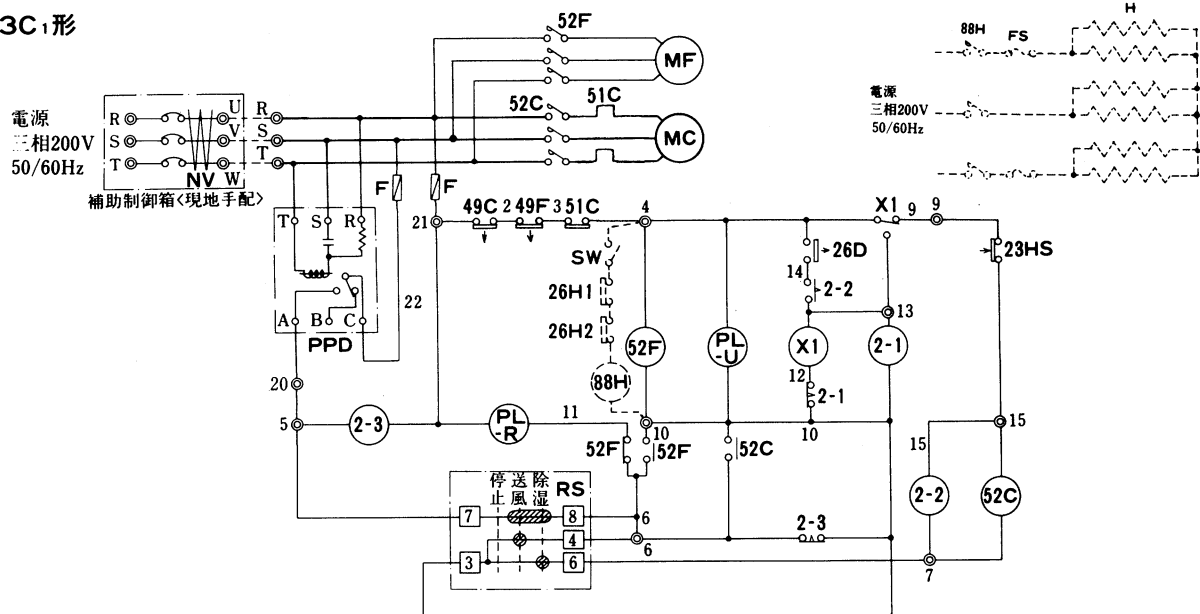 3C₁形
電源
三相200V
50/60Hz
R
S
T
NV
U
V
W
補助制御箱<現地手配>
R
S
T
52F
MF
52C
51C
MC
88H
FS
H
電源
三相200V
50/60Hz
F
F
T
S
R
A
B
C
PPD
22
21
49C
2
49F
3
51C
4
X1
9
9
SW
26H1
26H2
88H
52F
PL
-U
26D
14
2-2
13
X1
2-1
12
2-1
23HS
20
5
2-3
PL
-R
11
10
10
52F
52F
52C
15
15
2-2
52C
停止
送風
除湿
RS
7
8
4
3
6
6
6
2-3
7